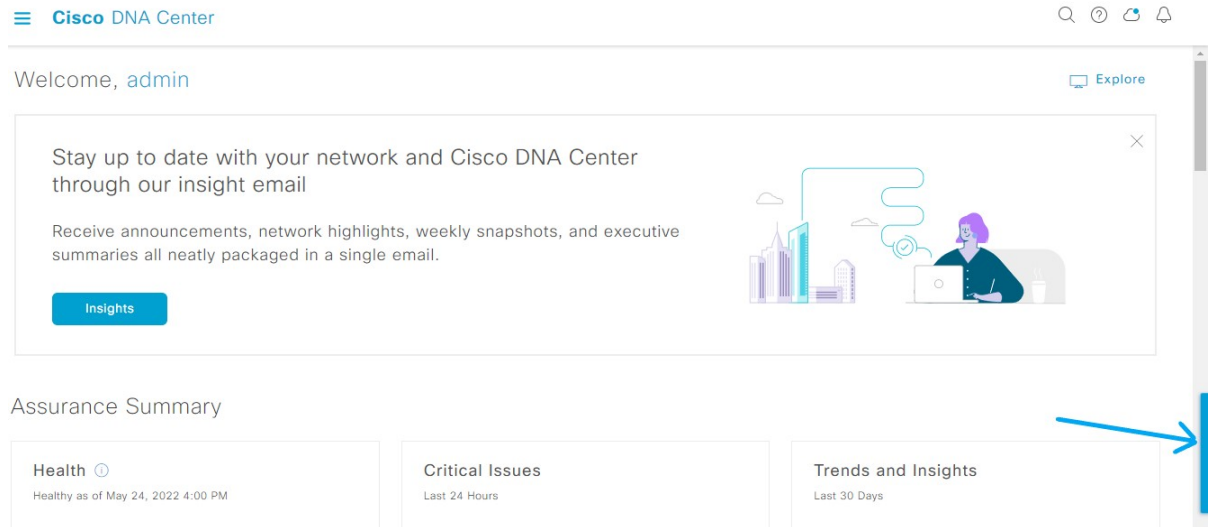 Cisco DNA Center
Welcome, admin
Explore
Stay up to date with your network and Cisco DNA Center
through our insight email
Receive announcements, network highlights, weekly snapshots, and executive
summaries all neatly packaged in a single email.
Insights
Assurance Summary
Health
Healthy as of May 24, 2022 4:00 PM
Critical Issues
Last 24 Hours
Trends and Insights
Last 30 Days